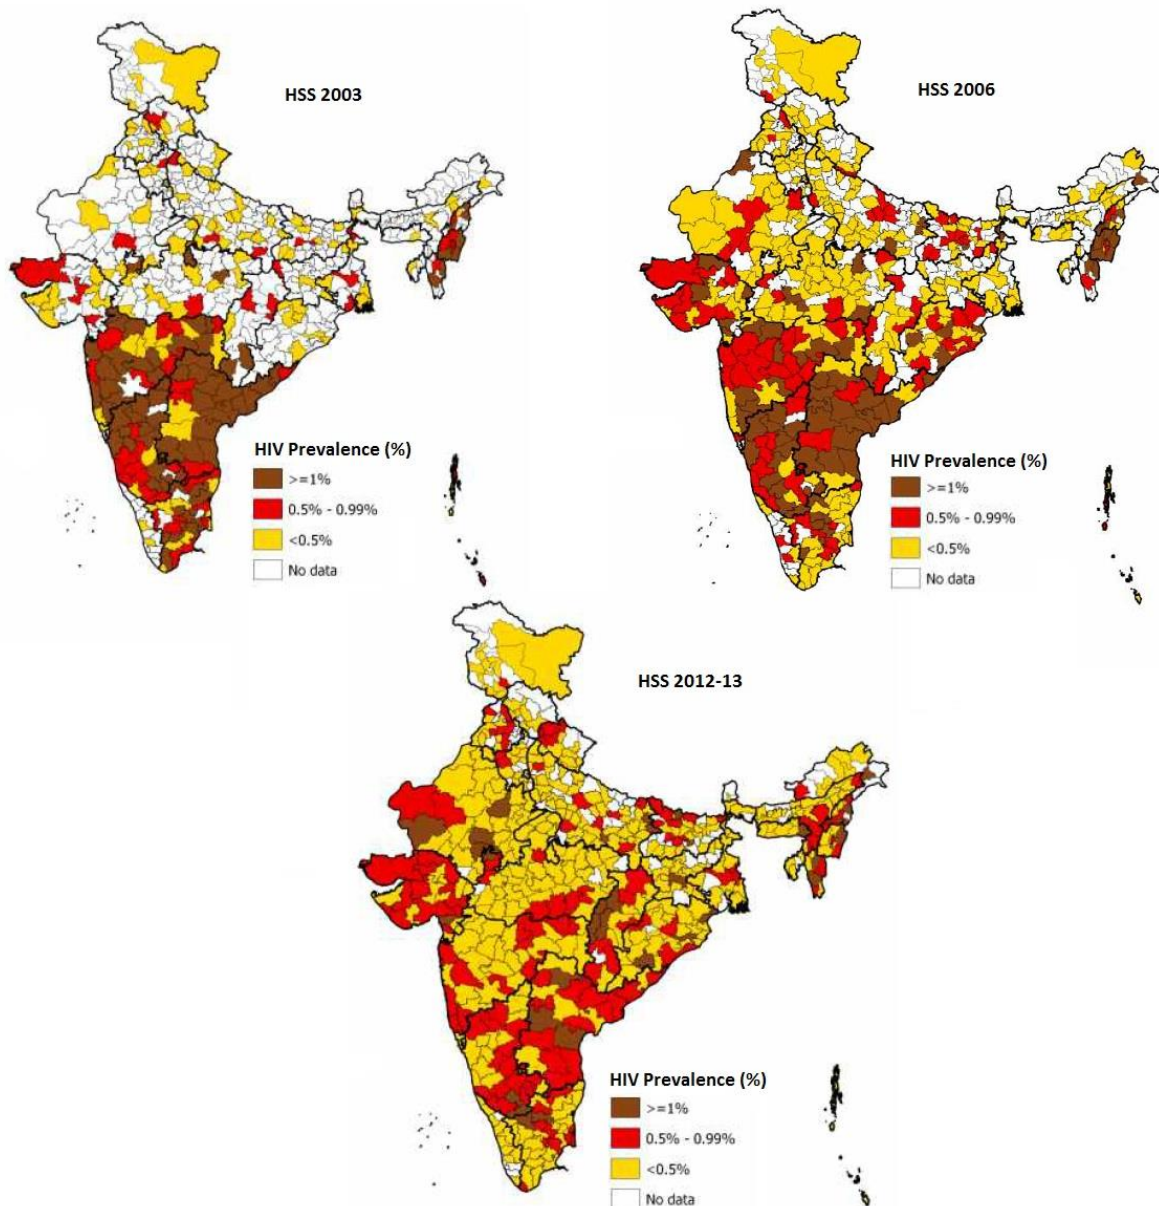 HSS 2003
HIV Prevalence (%)
>=1%
0.5% - 0.99%
<0.5%
No data
HSS 2006
HIV Prevalence (%)
>=1%
0.5% - 0.99%
<0.5%
No data
HSS 2012-13
HIV Prevalence (%)
>=1%
0.5% - 0.99%
<0.5%
No data